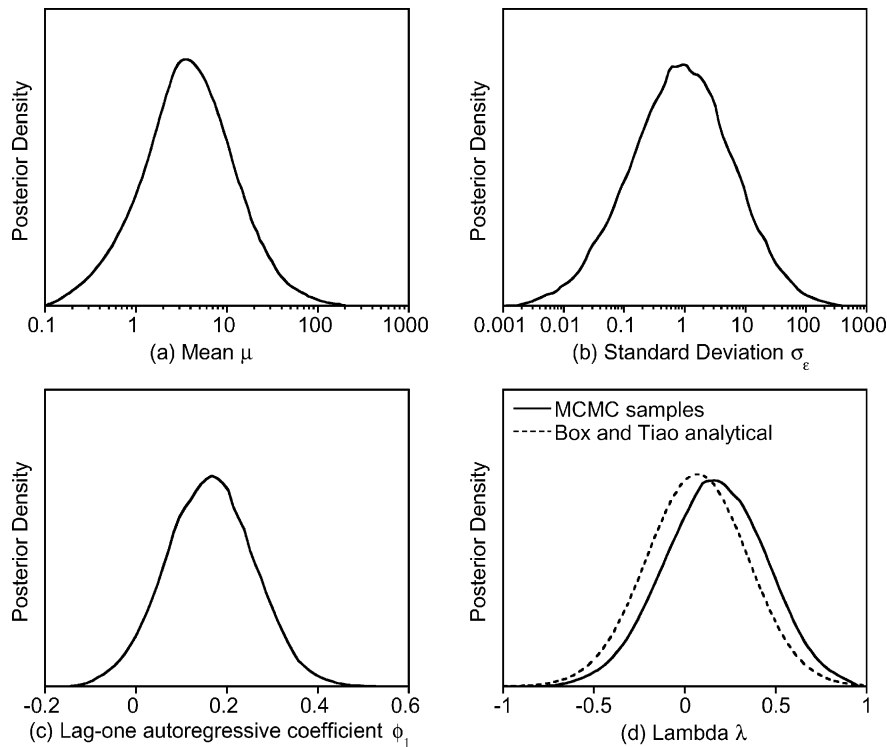 Posterior Density
0.1 1 10 100 1000
(a) Mean μ
Posterior Density
0.001 0.01 0.1 1 10 100 1000
(b) Standard Deviation σε
Posterior Density
-0.2 0 0.2 0.4 0.6
(c) Lag-one autoregressive coefficient ϕ1
MCMC samples
Box and Tiao analytical
Posterior Density
-1 -0.5 0 0.5 1
(d) Lambda λ